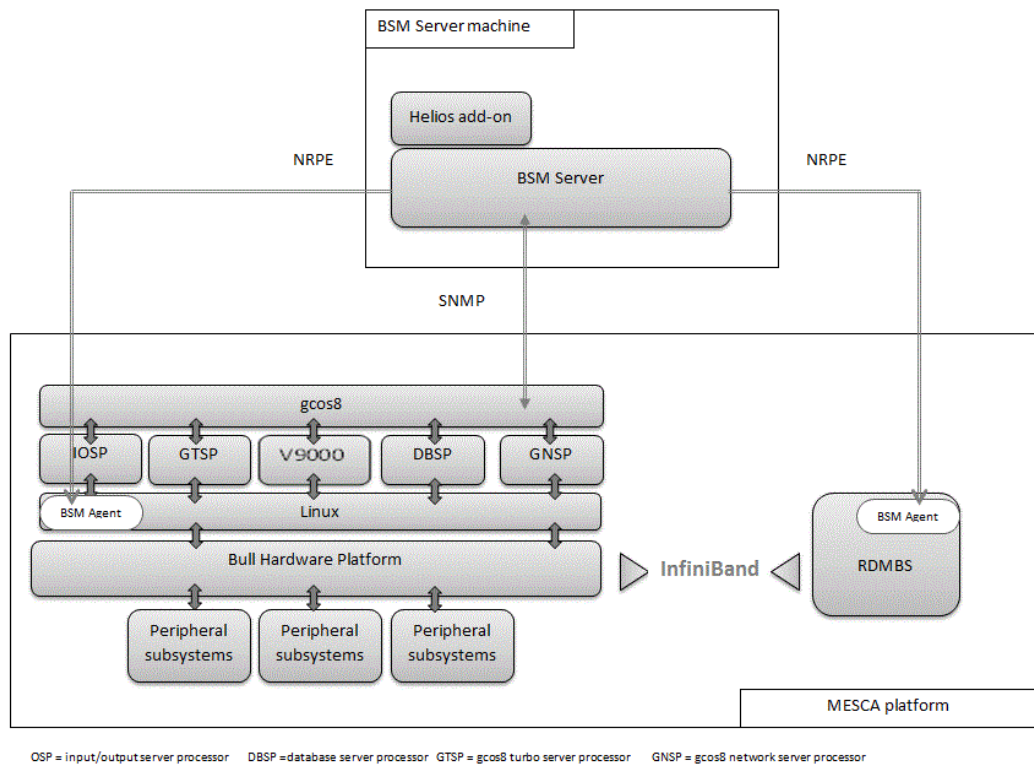 BSM Server machine
Helios add-on
NRPE
NRPE
BSM Server
SNMP
gcos8
IOSP
GTSP
V9000
DBSP
GNSP
BSM Agent
Linux
BSM Agent
Bull Hardware Platform
InfiniBand
RDMBS
Peripheral
subsystems
Peripheral
subsystems
Peripheral
subsystems
MESCA platform
OSP = input/output server processor DBSP =database server processor GTSP = gcos8 turbo server processor GNSP = gcos8 network server processor